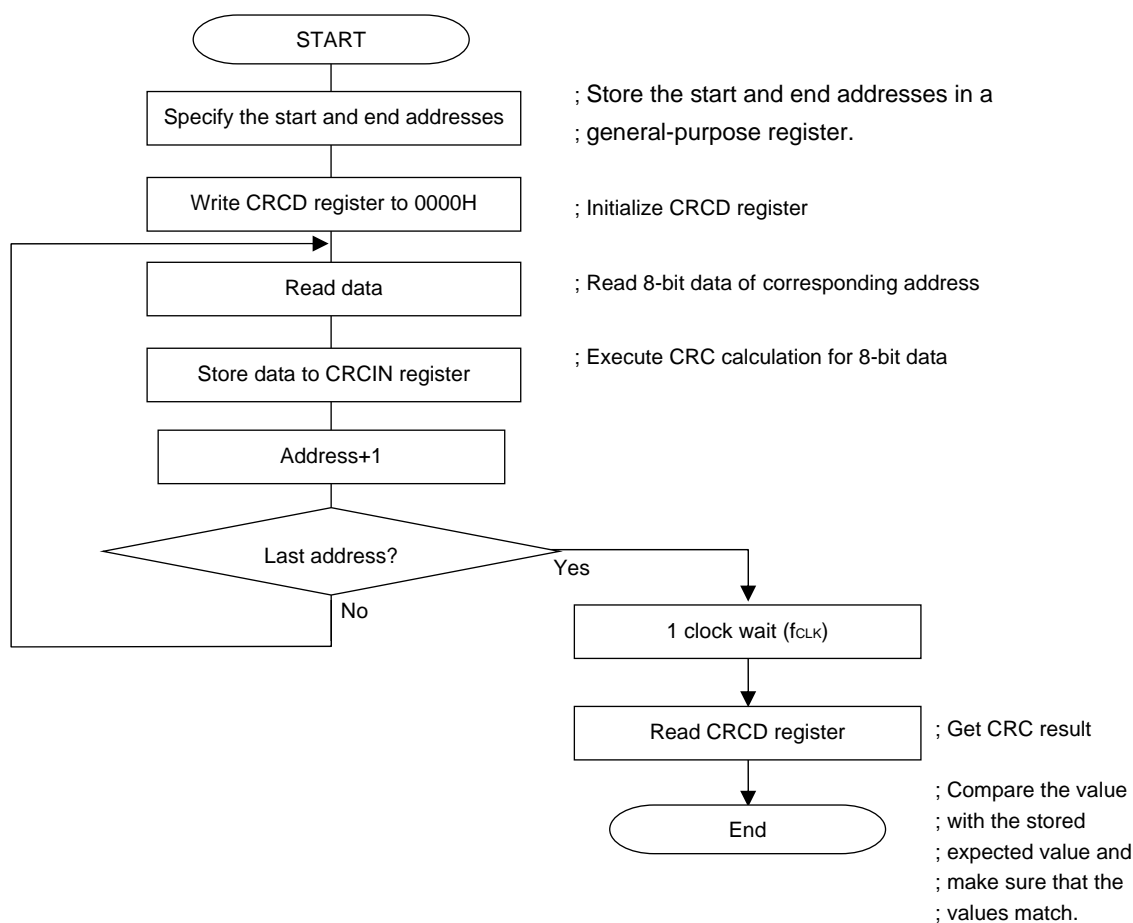 START
Specify the start and end addresses
; Store the start and end addresses in a
; general-purpose register.
Write CRCD register to 0000H
; Initialize CRCD register
Read data
; Read 8-bit data of corresponding address
Store data to CRCIN register
; Execute CRC calculation for 8-bit data
Address+1
Last address?
Yes
No
1 clock wait (fCLK)
Read CRCD register
; Get CRC result
End
; Compare the value
; with the stored
; expected value and
; make sure that the
; values match.